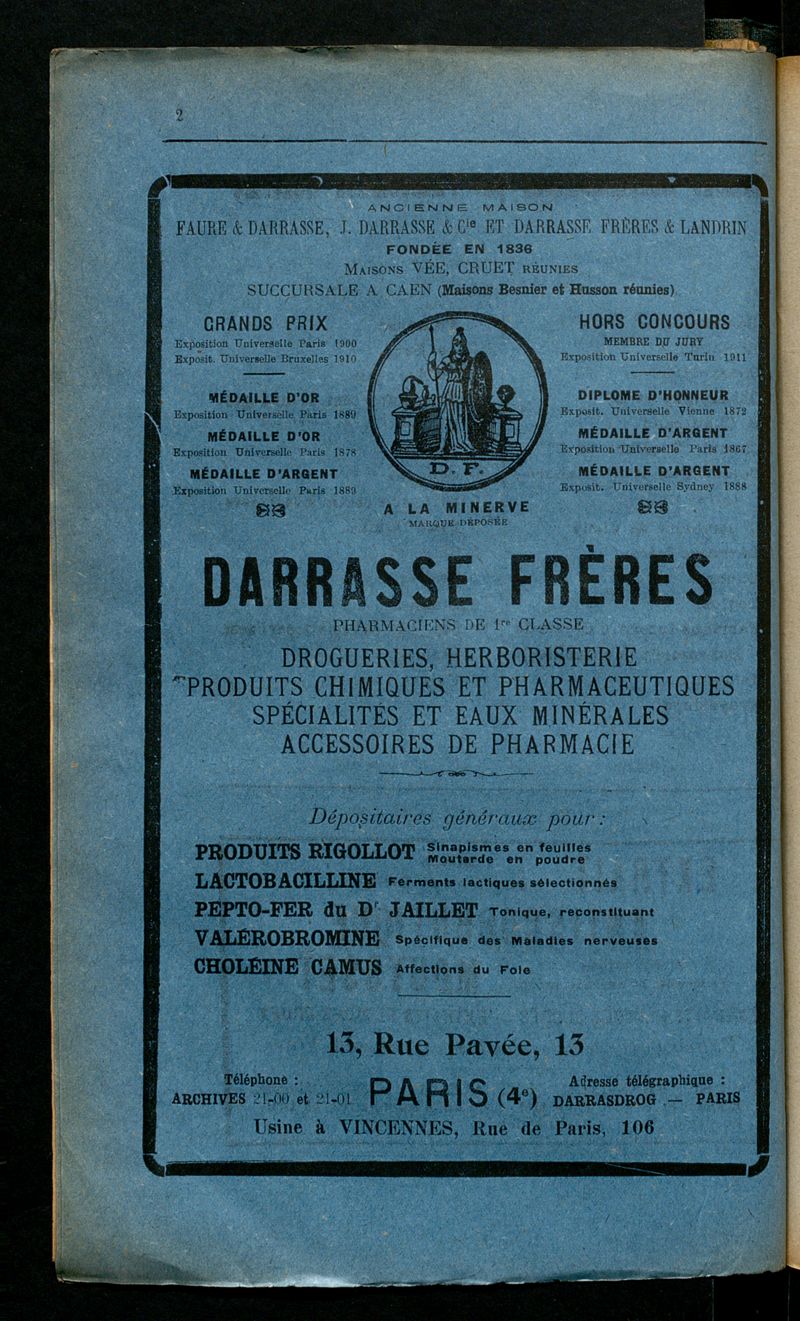 2
ANCIENNE MAISON
FAURE & DARRASSE, J. DARRASSE & Cie ET DARRASSE FRÈRES & LANDRIN
FONDÉE EN 1836
MAISONS VÉE, CRUET RÉUNIES
SUCCURSALE A CAEN (Maisons Besnier et Husson réunies)
GRANDS PRIX
Exposition Universelle Paris 1900
Exposit. Universelle Bruxelles 1910
MÉDAILLE D'OR
Exposition Universelle Paris 1889
MÉDAILLE D'OR
Exposition Universelle Paris 1878
MÉDAILLE D'ARGENT
Exposition Universelle Paris 1889
D. F.
A LA MINERVE
MARQUE DÉPOSÉE
HORS CONCOURS
MEMBRE DU JURY
Exposition Universelle Turin 1911
DIPLOME D'HONNEUR
Exposit. Universelle Vienne 1872
MÉDAILLE D'ARGENT
Exposition Universelle Paris 1867
MÉDAILLE D'ARGENT
Exposit. Universelle Sydney 1888
DARRASSE FRÈRES
PHARMACIENS DE 1re CLASSE
DROGUERIES, HERBORISTERIE
PRODUITS CHIMIQUES ET PHARMACEUTIQUES
SPÉCIALITÉS ET EAUX MINÉRALES
ACCESSOIRES DE PHARMACIE
Dépositaires généraux pour :
PRODUITS RIGOLLOT Sinapismes en feuilles
Moutarde en poudre
LACTOBACILLINE Ferments lactiques sélectionnés
PEPTO-FER du Dr JAILLET Tonique, reconstituant
VALÉROBROMINE Spécifique des Maladies nerveuses
CHOLÉINE CAMUS Affections du Foie
13, Rue Pavée, 13
Téléphone :
ARCHIVES 21-00 et 21-01
PARIS (4e)
Adresse télégraphique :
DARRASDROG — PARIS
Usine à VINCENNES, Rue de Paris, 106